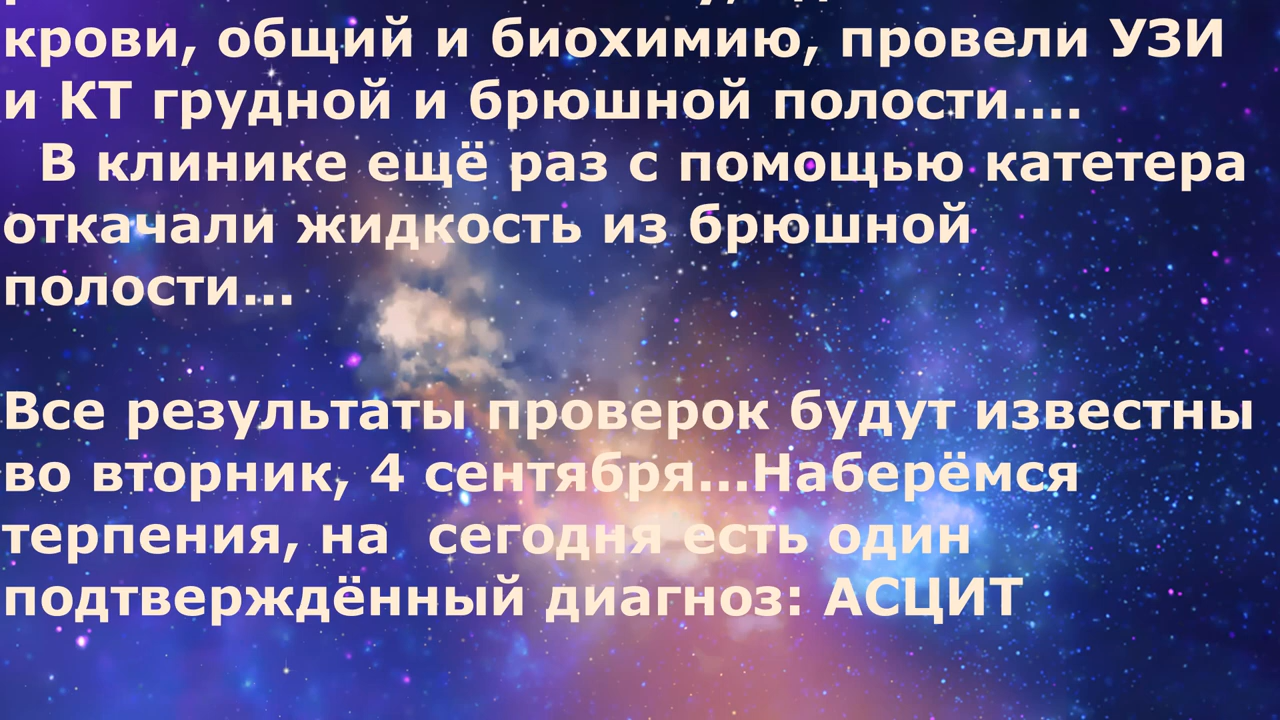 крови, общий и биохимию, провели УЗИ
и КТ грудной и брюшной полости....
В клинике ещё раз с помощью катетера
откачали жидкость из брюшной
полости...
Все результаты проверок будут известны
во вторник, 4 сентября...Наберёмся
терпения, на  сегодня есть один
подтверждённый диагноз: АСЦИТ